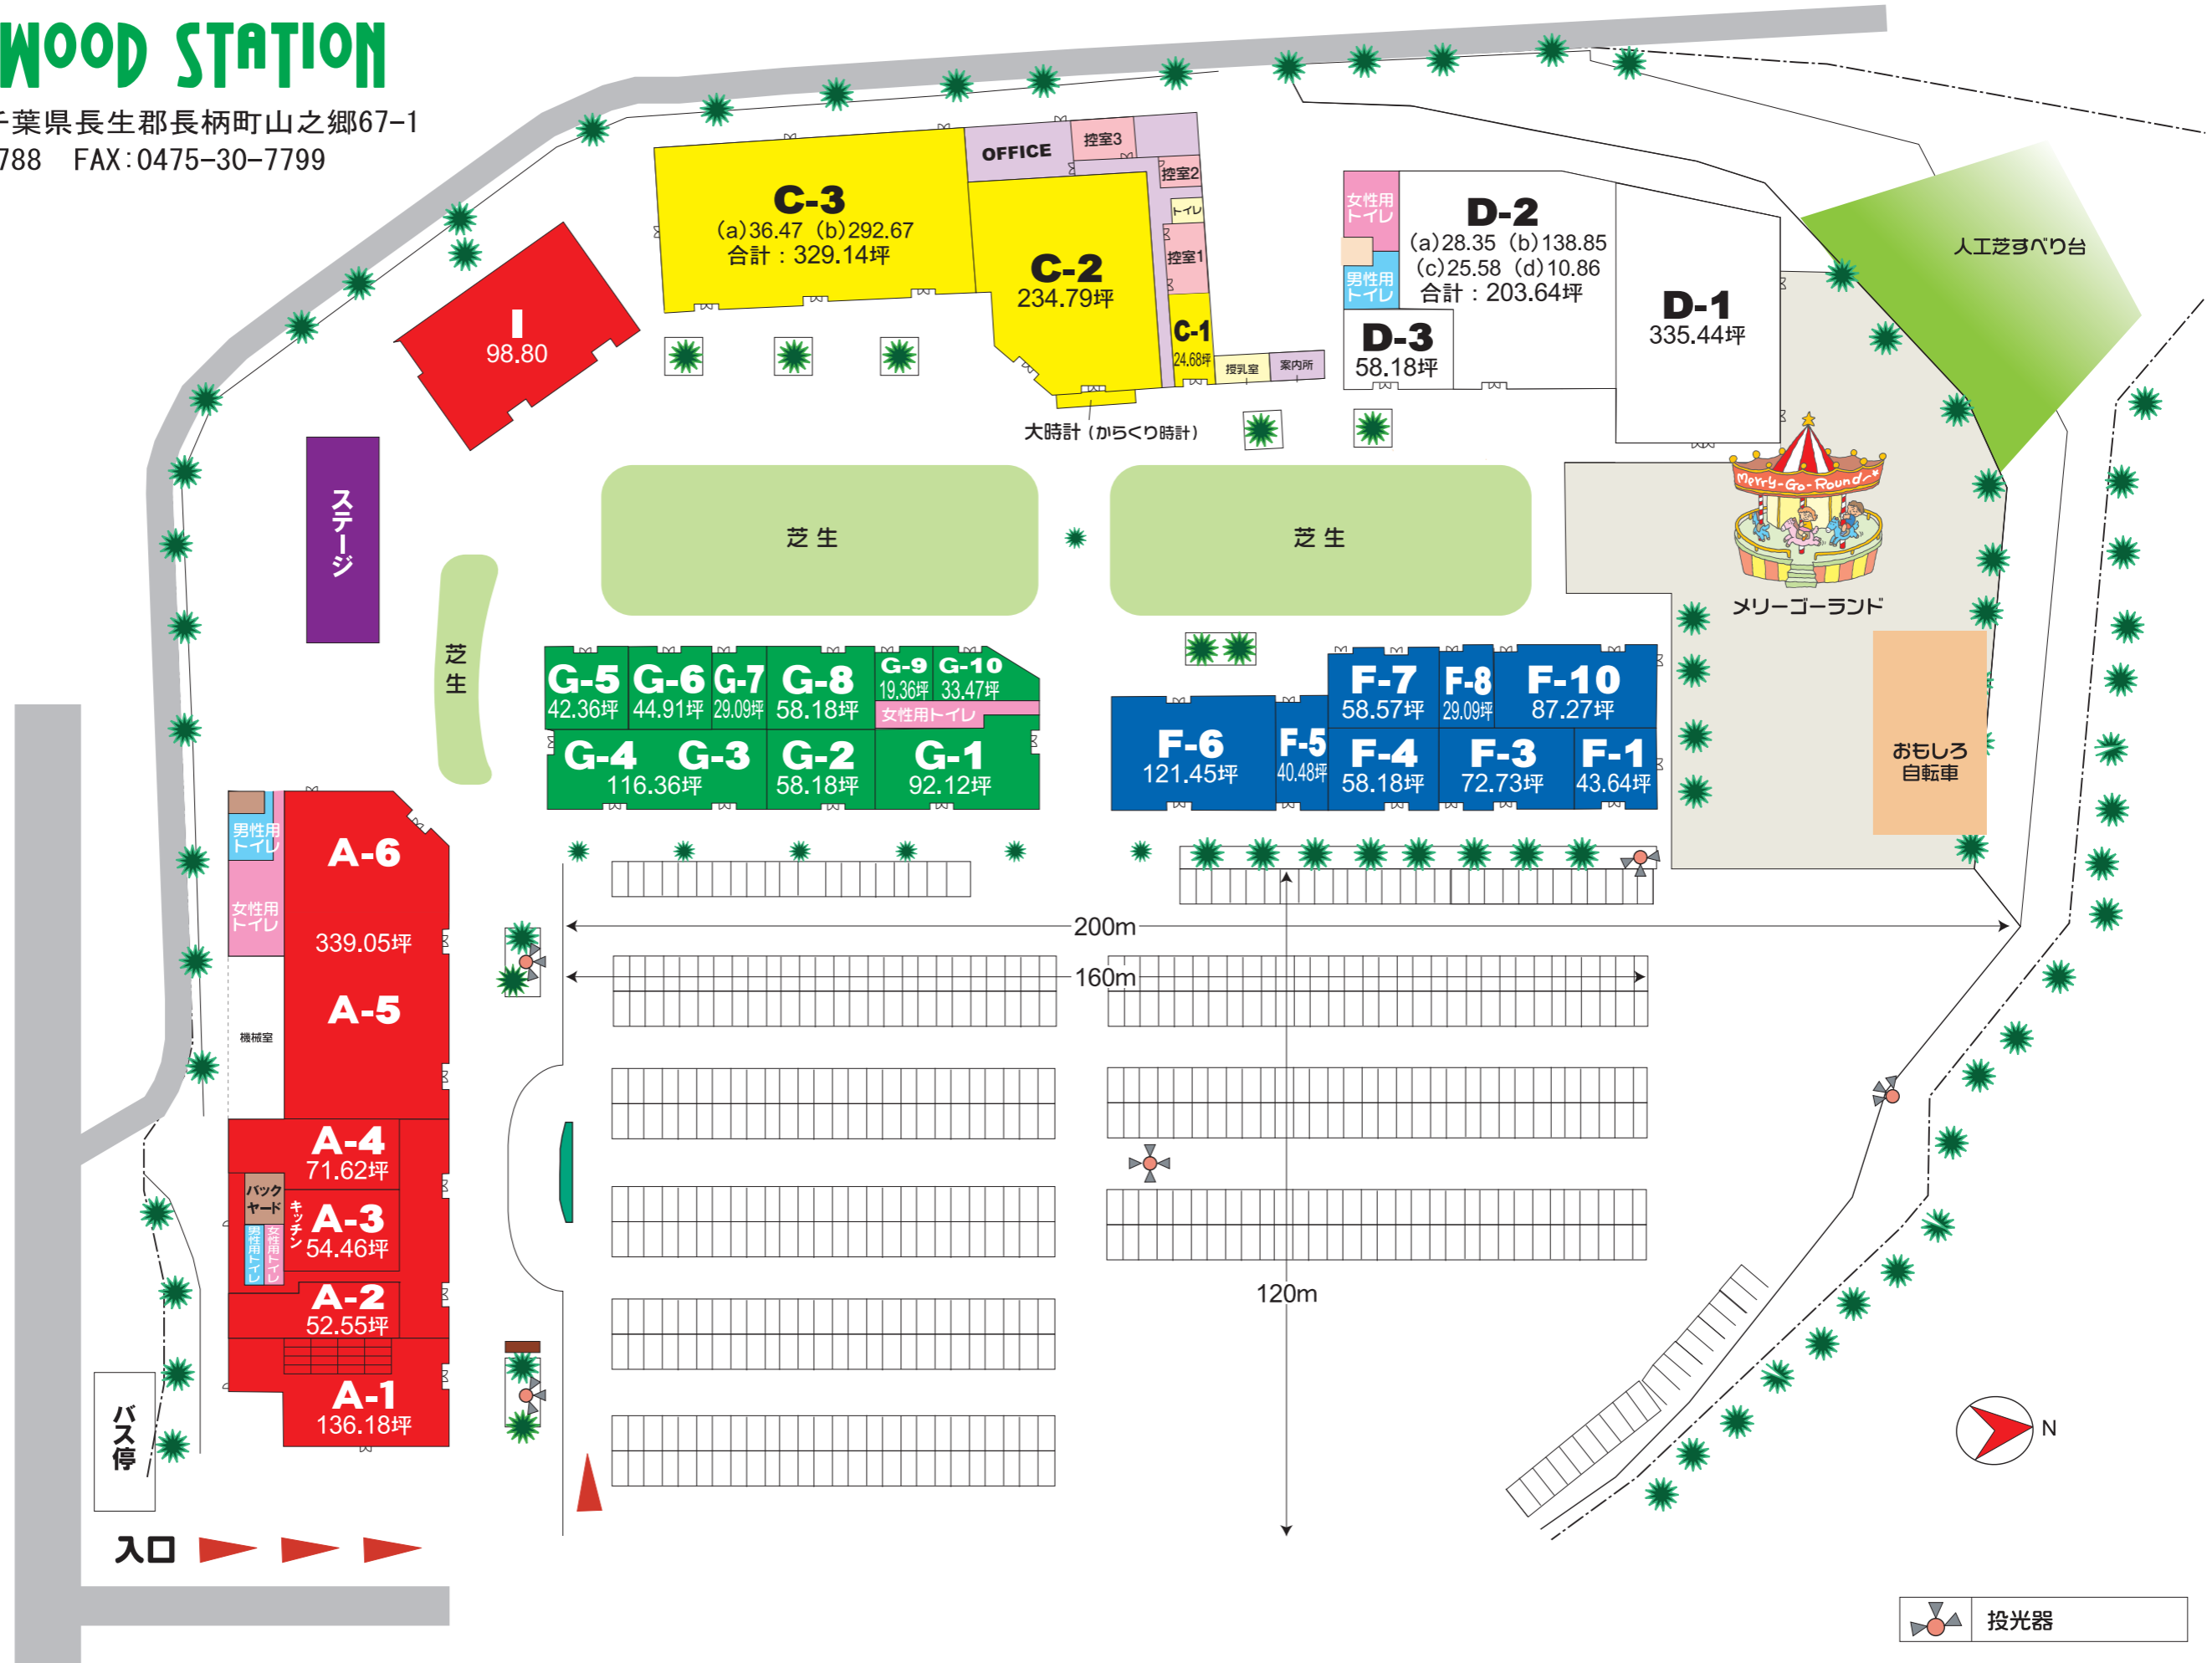 WOOD STATION
千葉県長生郡長柄町山之郷67-1
788 FAX:0475-30-7799
C-3
(a)36.47 (b)292.67
合計：329.14坪
OFFICE
控室3
控室2
トイレ
控室1
C-2
234.79坪
C-1
24.68坪
授乳室
案内所
大時計 (からくり時計)
女性用
トイレ
男性用
トイレ
D-2
(a)28.35 (b)138.85
(c)25.58 (d)10.86
合計：203.64坪
D-3
58.18坪
D-1
335.44坪
人工芝すべり台
I
98.80
ステージ
芝生
芝生
芝生
Merry-Go-Round
メリーゴーランド
おもしろ
自転車
G-5
42.36坪
G-6
44.91坪
G-7
29.09坪
G-8
58.18坪
G-9
19.36坪
G-10
33.47坪
女性用トイレ
G-4 G-3
116.36坪
G-2
58.18坪
G-1
92.12坪
F-7
58.57坪
F-8
29.09坪
F-10
87.27坪
F-6
121.45坪
F-5
40.48坪
F-4
58.18坪
F-3
72.73坪
F-1
43.64坪
男性用
トイレ
女性用
トイレ
A-6
339.05坪
A-5
機械室
A-4
71.62坪
バック
ヤード
キッチン
A-3
54.46坪
男性用トイレ
女性用トイレ
A-2
52.55坪
A-1
136.18坪
200m
160m
120m
バス停
入口
N
投光器